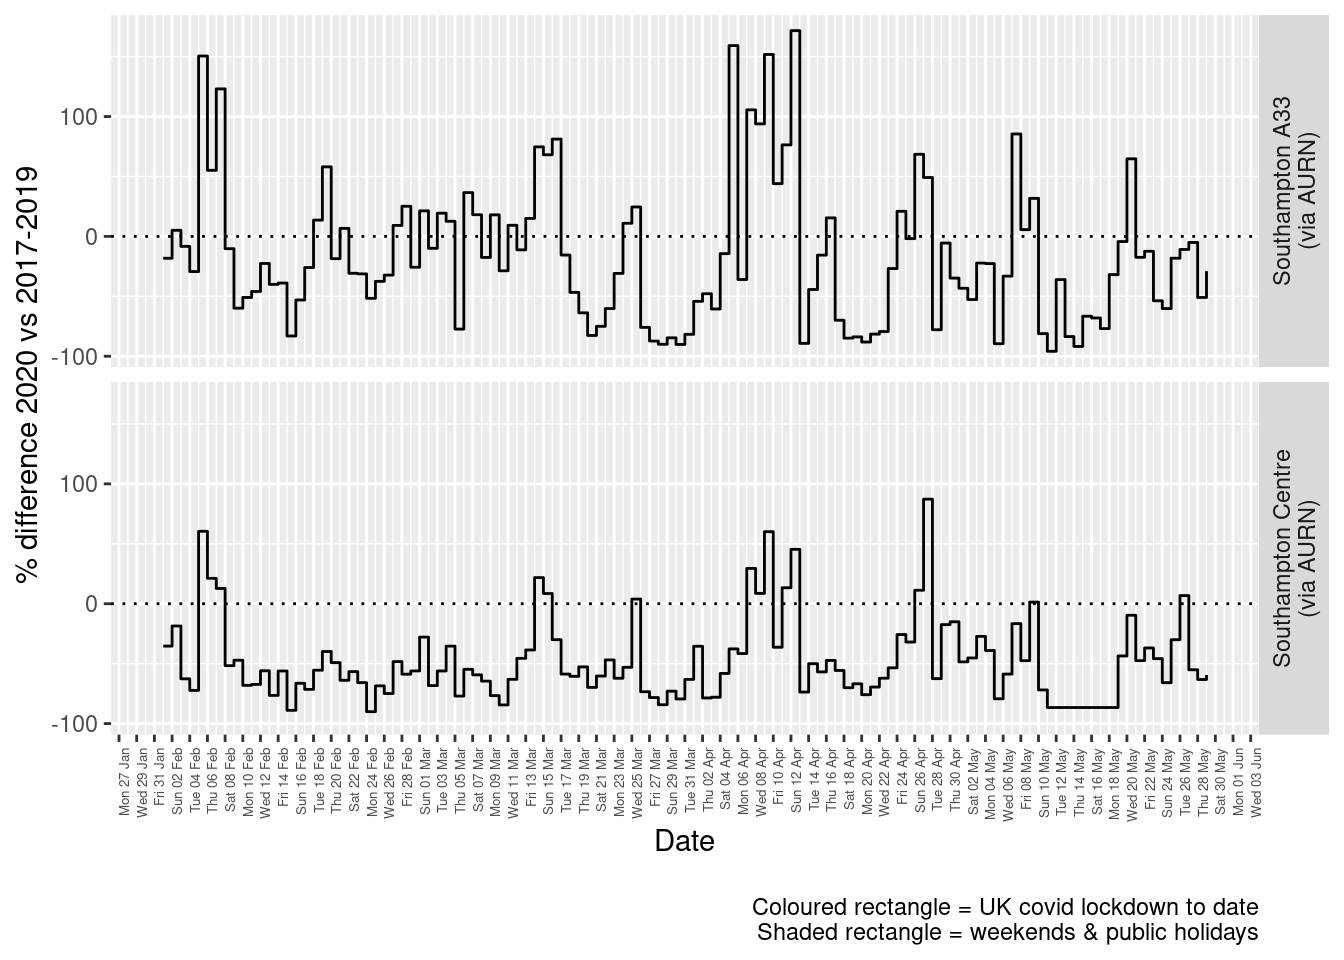 % difference 2020 vs 2017-2019
100
0
-100
Southampton A33
(via AURN)
100
0
-100
Southampton Centre
(via AURN)
Mon 27 Jan
Wed 29 Jan
Fri 31 Jan
Sun 02 Feb
Tue 04 Feb
Thu 06 Feb
Sat 08 Feb
Mon 10 Feb
Wed 12 Feb
Fri 14 Feb
Sun 16 Feb
Tue 18 Feb
Thu 20 Feb
Sat 22 Feb
Mon 24 Feb
Wed 26 Feb
Fri 28 Feb
Sun 01 Mar
Tue 03 Mar
Thu 05 Mar
Sat 07 Mar
Mon 09 Mar
Wed 11 Mar
Fri 13 Mar
Sun 15 Mar
Tue 17 Mar
Thu 19 Mar
Sat 21 Mar
Mon 23 Mar
Wed 25 Mar
Fri 27 Mar
Sun 29 Mar
Tue 31 Mar
Thu 02 Apr
Sat 04 Apr
Mon 06 Apr
Wed 08 Apr
Fri 10 Apr
Sun 12 Apr
Tue 14 Apr
Thu 16 Apr
Sat 18 Apr
Mon 20 Apr
Wed 22 Apr
Fri 24 Apr
Sun 26 Apr
Tue 28 Apr
Thu 30 Apr
Sat 02 May
Mon 04 May
Wed 06 May
Fri 08 May
Sun 10 May
Tue 12 May
Thu 14 May
Sat 16 May
Mon 18 May
Wed 20 May
Fri 22 May
Sun 24 May
Tue 26 May
Thu 28 May
Sat 30 May
Mon 01 Jun
Wed 03 Jun
Date
Coloured rectangle = UK covid lockdown to date
Shaded rectangle = weekends & public holidays